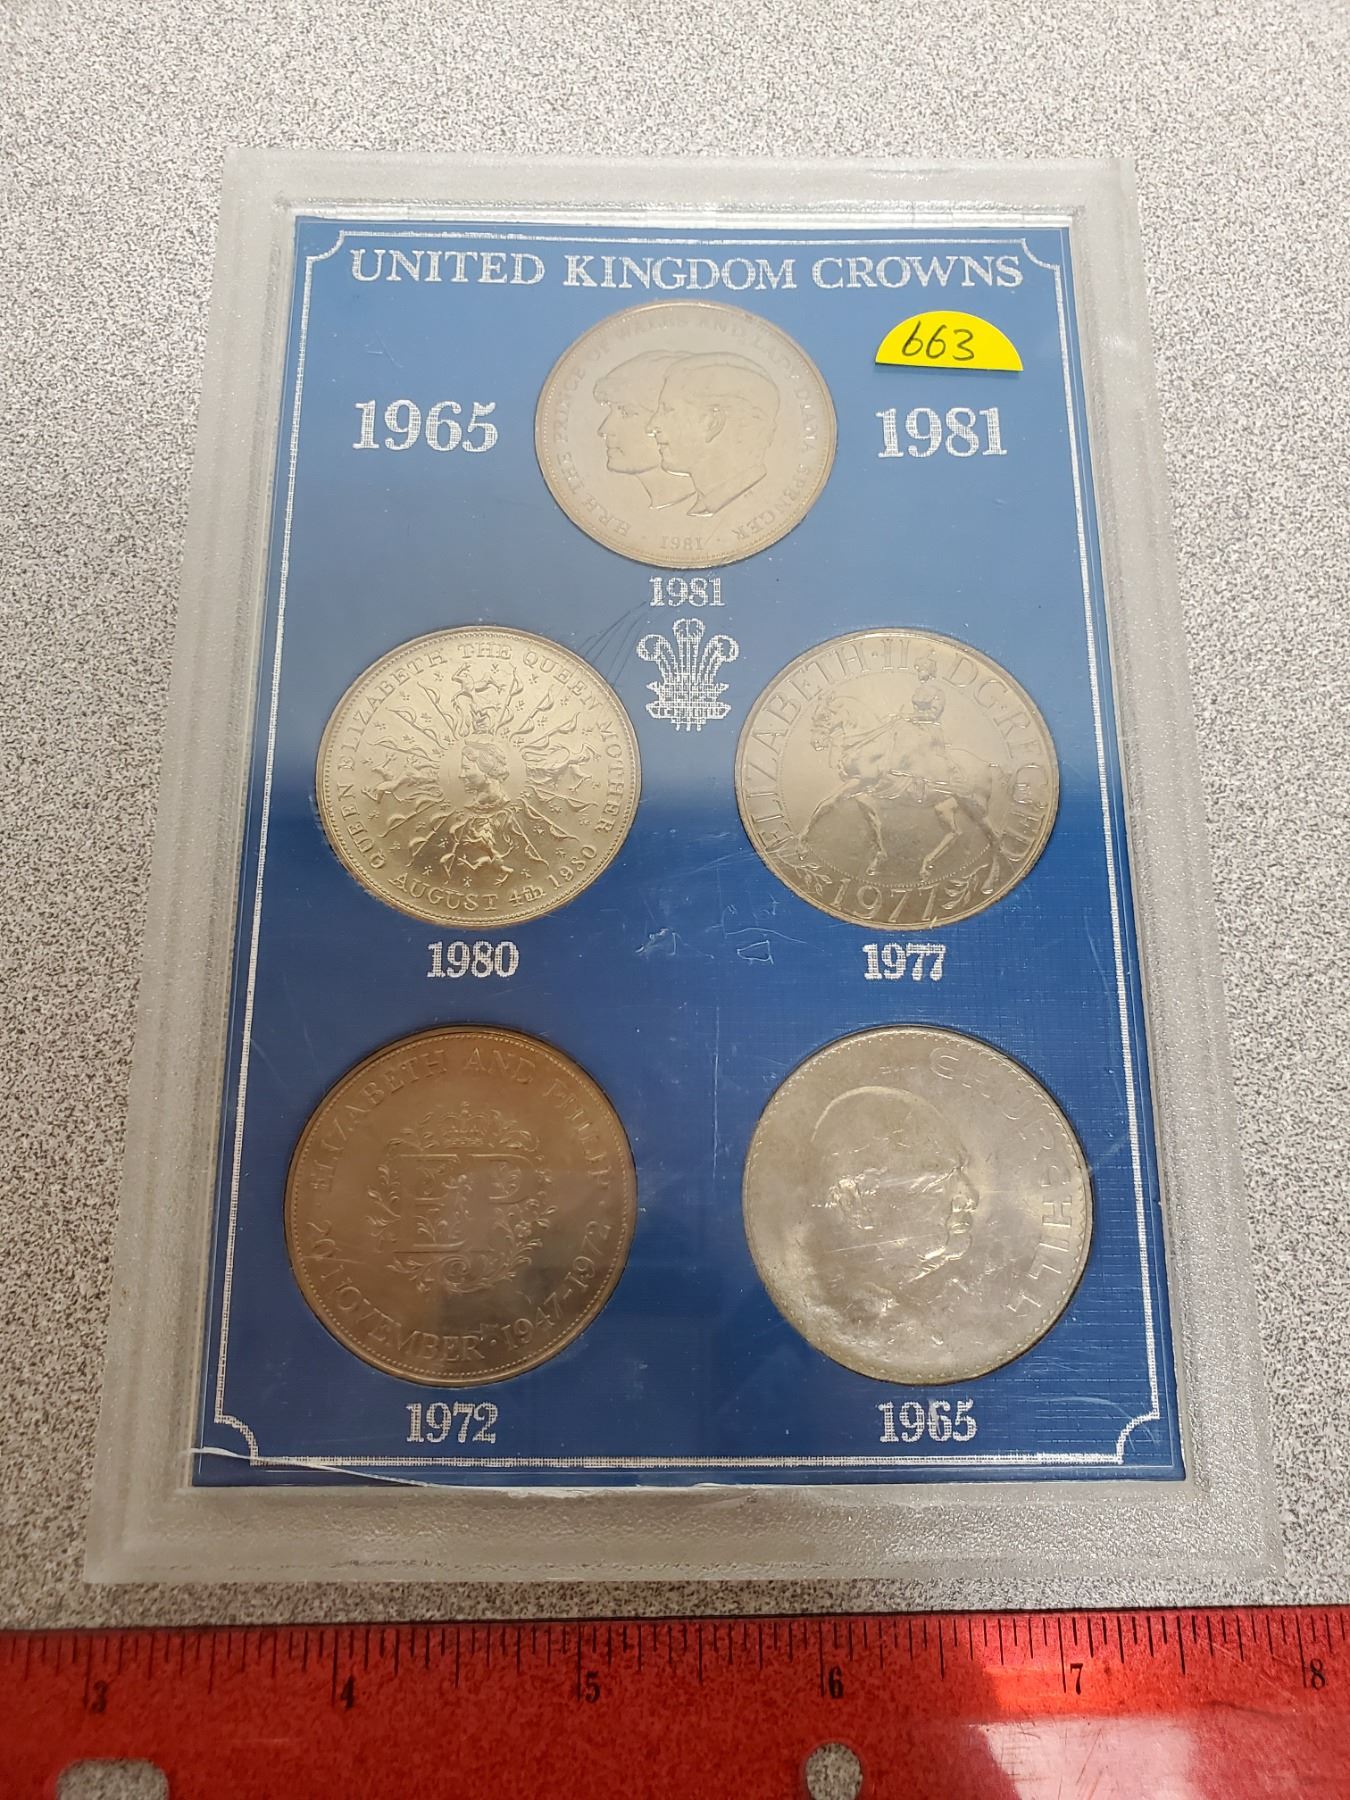 UNITED KINGDOM CROWNS
663
1965
1981
H.R.H. THE PRINCE OF WALES AND LADY DIANA SPENCER
· 1981 ·
1981
QUEEN ELIZABETH THE QUEEN MOTHER
AUGUST 4th 1980
ELIZABETH·II D·G·REG F·D
1977
1980
1977
ELIZABETH AND PHILIP
20 NOVEMBER · 1947-1972
CHURCHILL
1972
1965
3 4 5 6 7 8